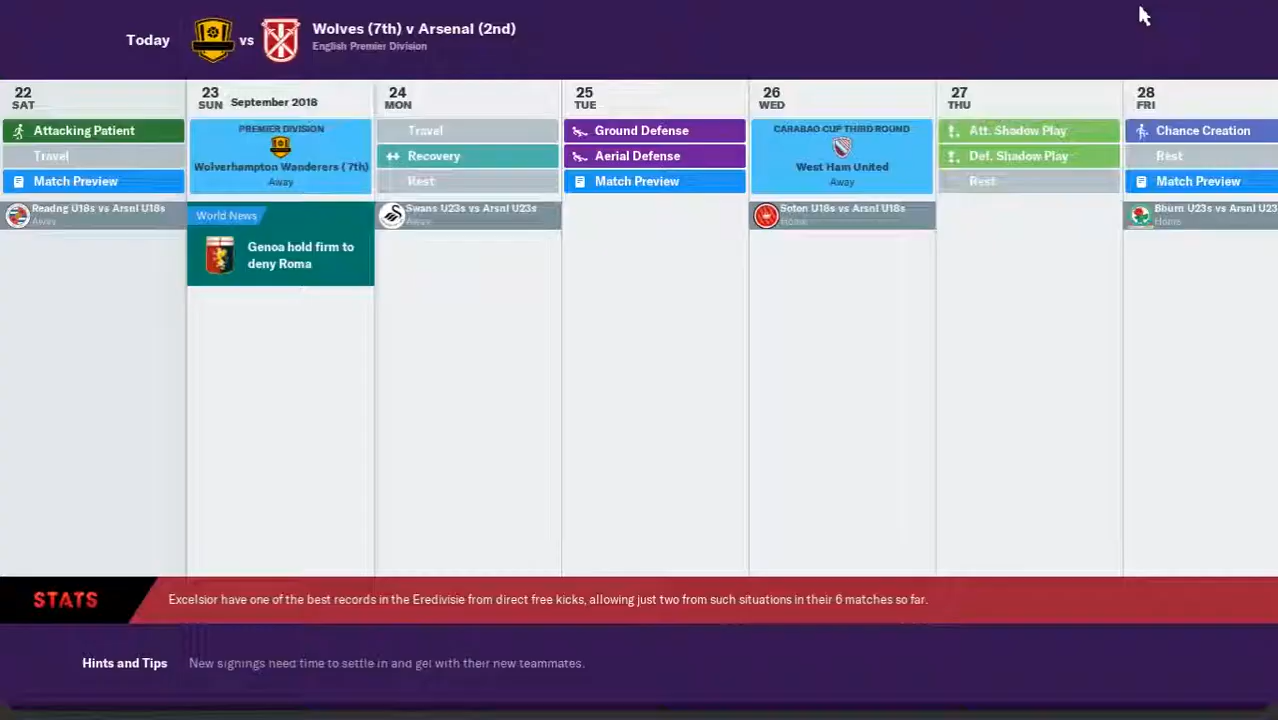 Today
vs
Wolves (7th) v Arsenal (2nd)
English Premier Division
22
SAT
Attacking Patient
Travel
Match Preview
Readng U18s vs Arsnl U18s
Away
23
SUN
September 2018
PREMIER DIVISION
Wolverhampton Wanderers (7th)
Away
World News
Genoa hold firm to
deny Roma
24
MON
Travel
Recovery
Rest
Swans U23s vs Arsnl U23s
Away
25
TUE
Ground Defense
Aerial Defense
Match Preview
26
WED
CARABAO CUP THIRD ROUND
West Ham United
Away
Soton U18s vs Arsnl U18s
Home
27
THU
Att. Shadow Play
Def. Shadow Play
Rest
28
FRI
Chance Creation
Rest
Match Preview
Bburn U23s vs Arsnl U23
Home
STATS
Excelsior have one of the best records in the Eredivisie from direct free kicks, allowing just two from such situations in their 6 matches so far.
Hints and Tips
New signings need time to settle in and gel with their new teammates.